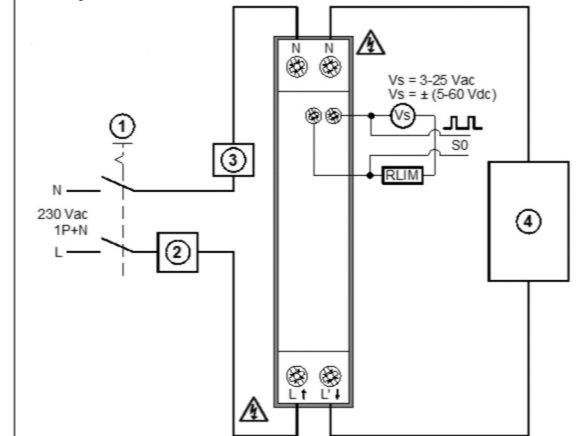 N N
Vs = 3-25 Vac
Vs = ± (5-60 Vdc)
Vs
S0
RLIM
1
3
N
230 Vac
1P+N
L
2
4
L↑ L'↓